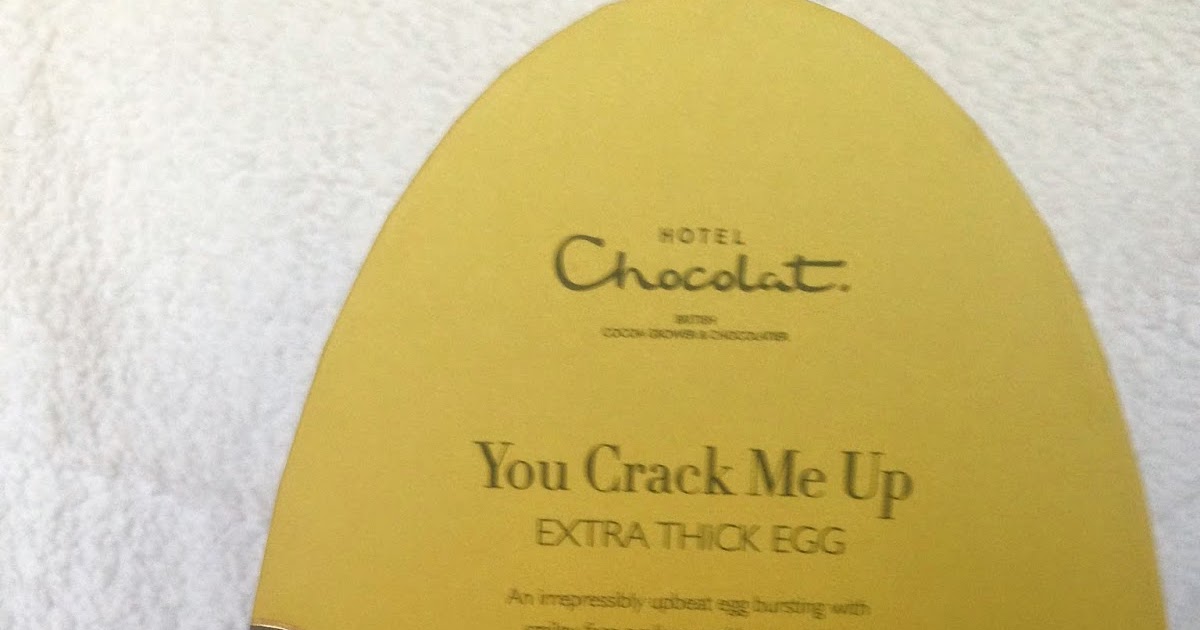 HOTEL
Chocolat.
BRITISH
COCOA GROWER & CHOCOLATIER
You Crack Me Up
EXTRA THICK EGG
An irrepressibly upbeat egg bursting with